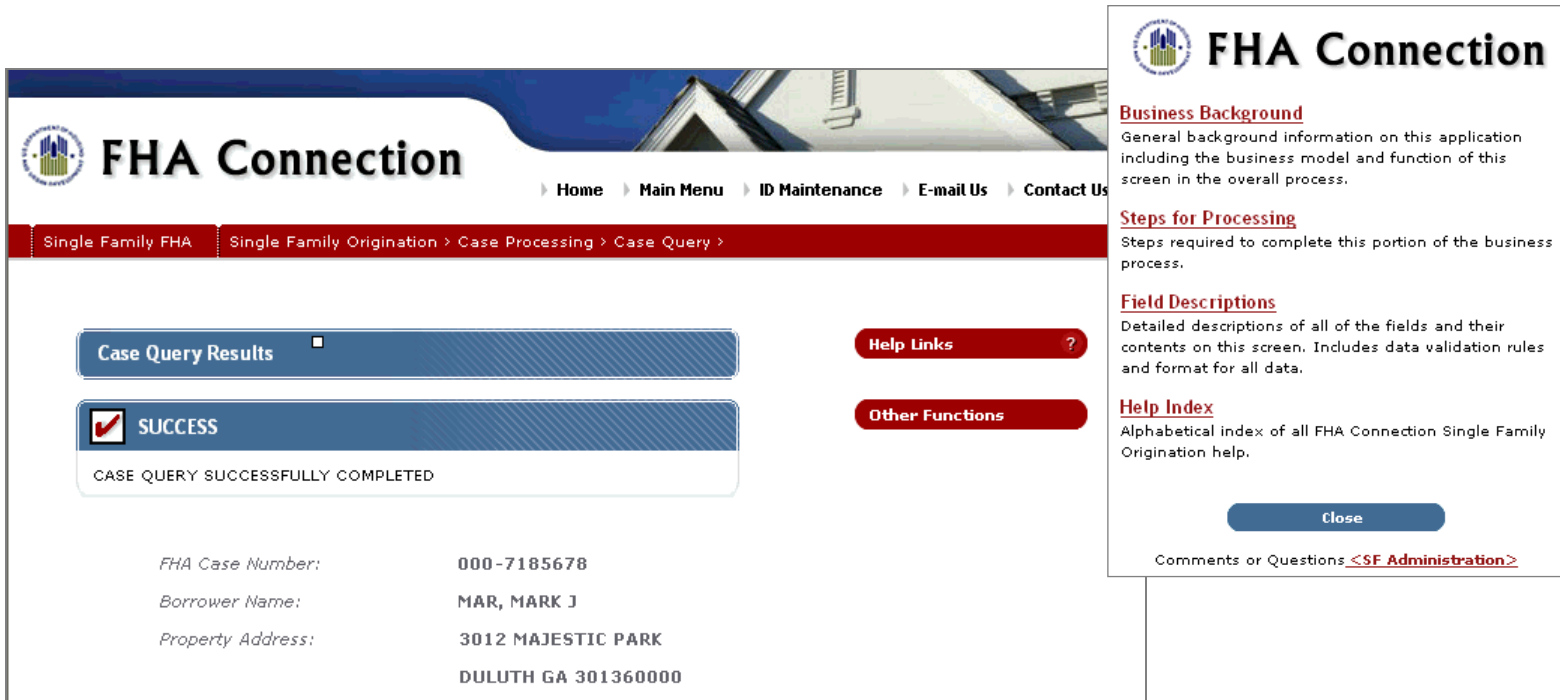 FHA Connection
Home Main Menu ID Maintenance E-mail Us Contact Us
Single Family FHA Single Family Origination > Case Processing > Case Query >
Case Query Results
SUCCESS
CASE QUERY SUCCESSFULLY COMPLETED
FHA Case Number: 000-7185678
Borrower Name: MAR, MARK J
Property Address: 3012 MAJESTIC PARK
DULUTH GA 301360000
Help Links ?
Other Functions
FHA Connection
Business Background
General background information on this application
including the business model and function of this
screen in the overall process.
Steps for Processing
Steps required to complete this portion of the business
process.
Field Descriptions
Detailed descriptions of all of the fields and their
contents on this screen. Includes data validation rules
and format for all data.
Help Index
Alphabetical index of all FHA Connection Single Family
Origination help.
Close
Comments or Questions <SF Administration>